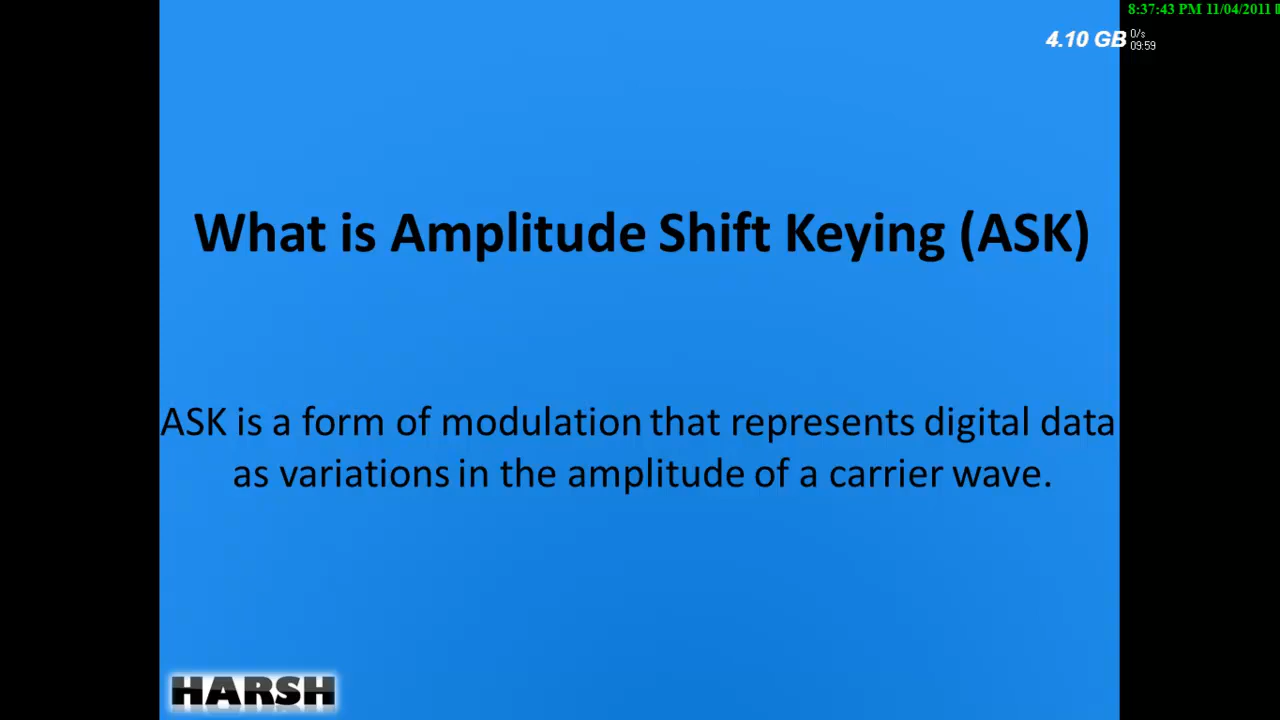 8:37:43 PM 11/04/2011
4.10 GB 0/s
09:59
What is Amplitude Shift Keying (ASK)
ASK is a form of modulation that represents digital data
as variations in the amplitude of a carrier wave.
HARSH